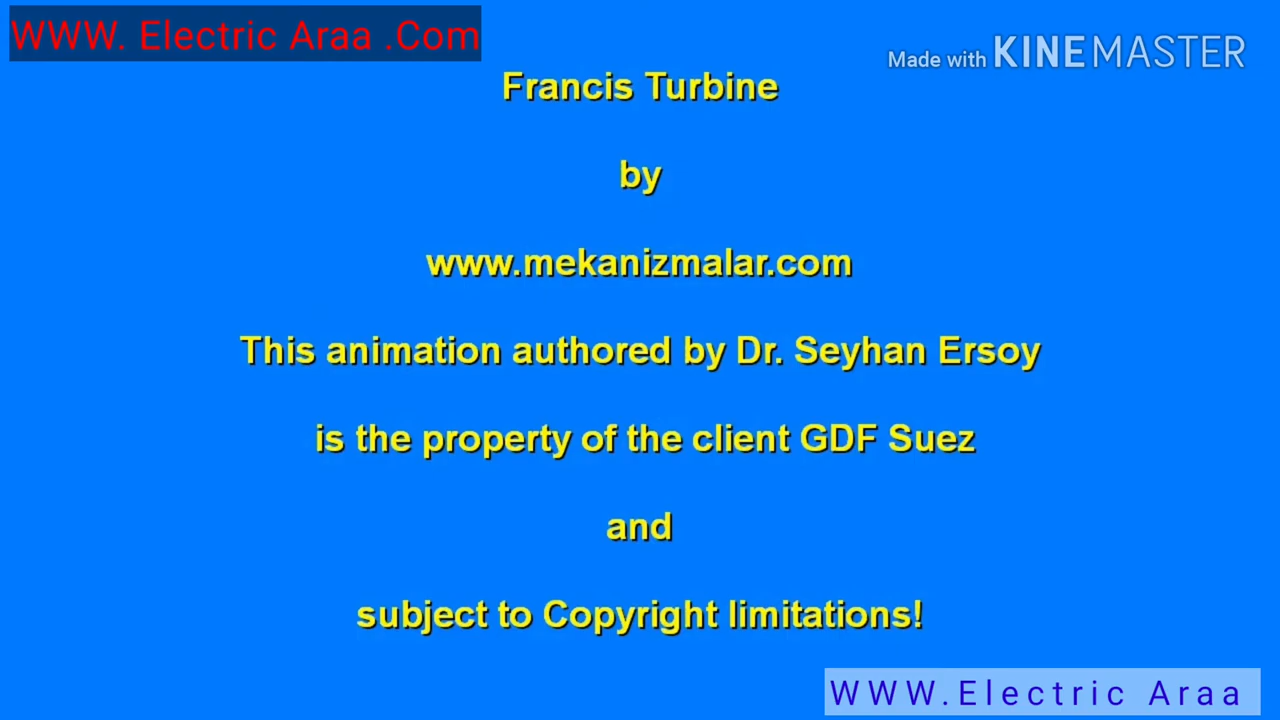 WWW. Electric Araa .Com
Made with KINEMASTER
Francis Turbine
by
www.mekanizmalar.com
This animation authored by Dr. Seyhan Ersoy
is the property of the client GDF Suez
and
subject to Copyright limitations!
WWW.Electric Araa